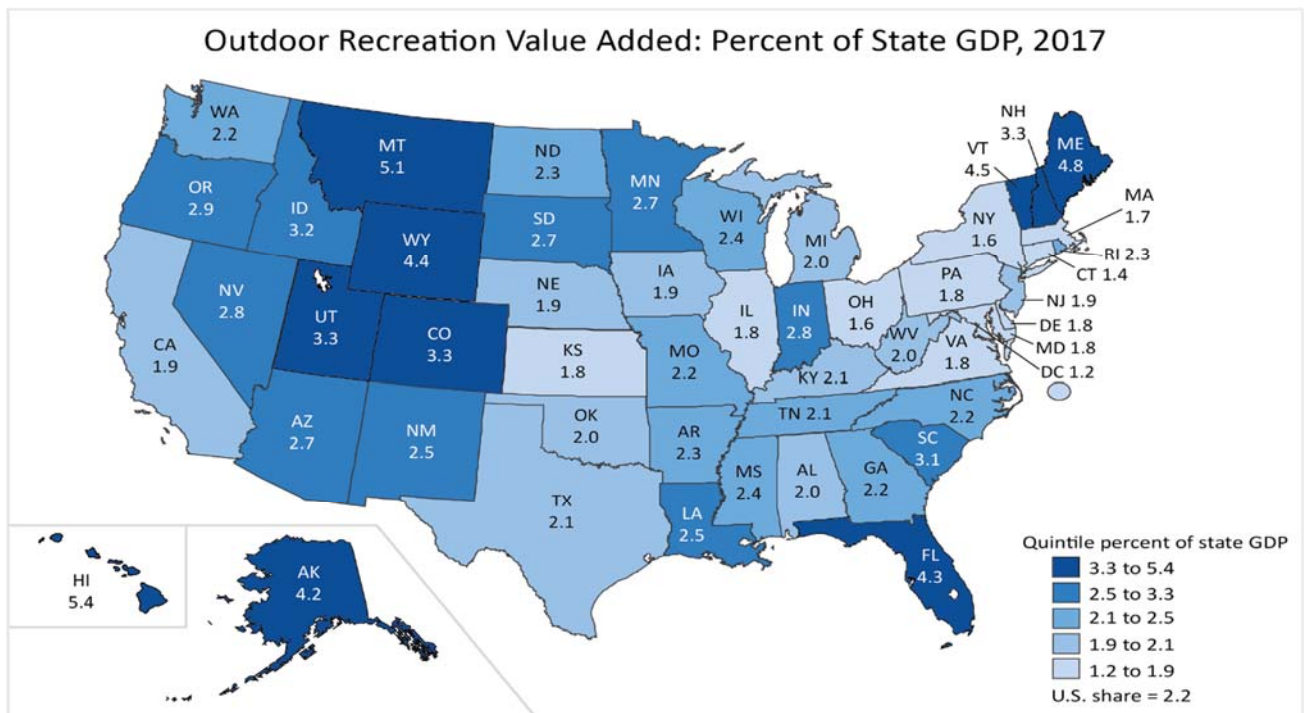 Outdoor Recreation Value Added: Percent of State GDP, 2017
WA
2.2
MT
5.1
ND
2.3
MN
2.7
OR
2.9
ID
3.2
WY
4.4
SD
2.7
WI
2.4
MI
2.0
NY
1.6
VT
4.5
NH
3.3
ME
4.8
MA
1.7
RI 2.3
CT 1.4
NJ 1.9
DE 1.8
MD 1.8
DC 1.2
PA
1.8
NV
2.8
UT
3.3
CO
3.3
NE
1.9
IA
1.9
IL
1.8
IN
2.8
OH
1.6
WV
2.0
VA
1.8
CA
1.9
KS
1.8
MO
2.2
KY 2.1
AZ
2.7
NM
2.5
OK
2.0
AR
2.3
TN 2.1
NC
2.2
SC
3.1
TX
2.1
LA
2.5
MS
2.4
AL
2.0
GA
2.2
FL
4.3
HI
5.4
AK
4.2
Quintile percent of state GDP
3.3 to 5.4
2.5 to 3.3
2.1 to 2.5
1.9 to 2.1
1.2 to 1.9
U.S. share = 2.2